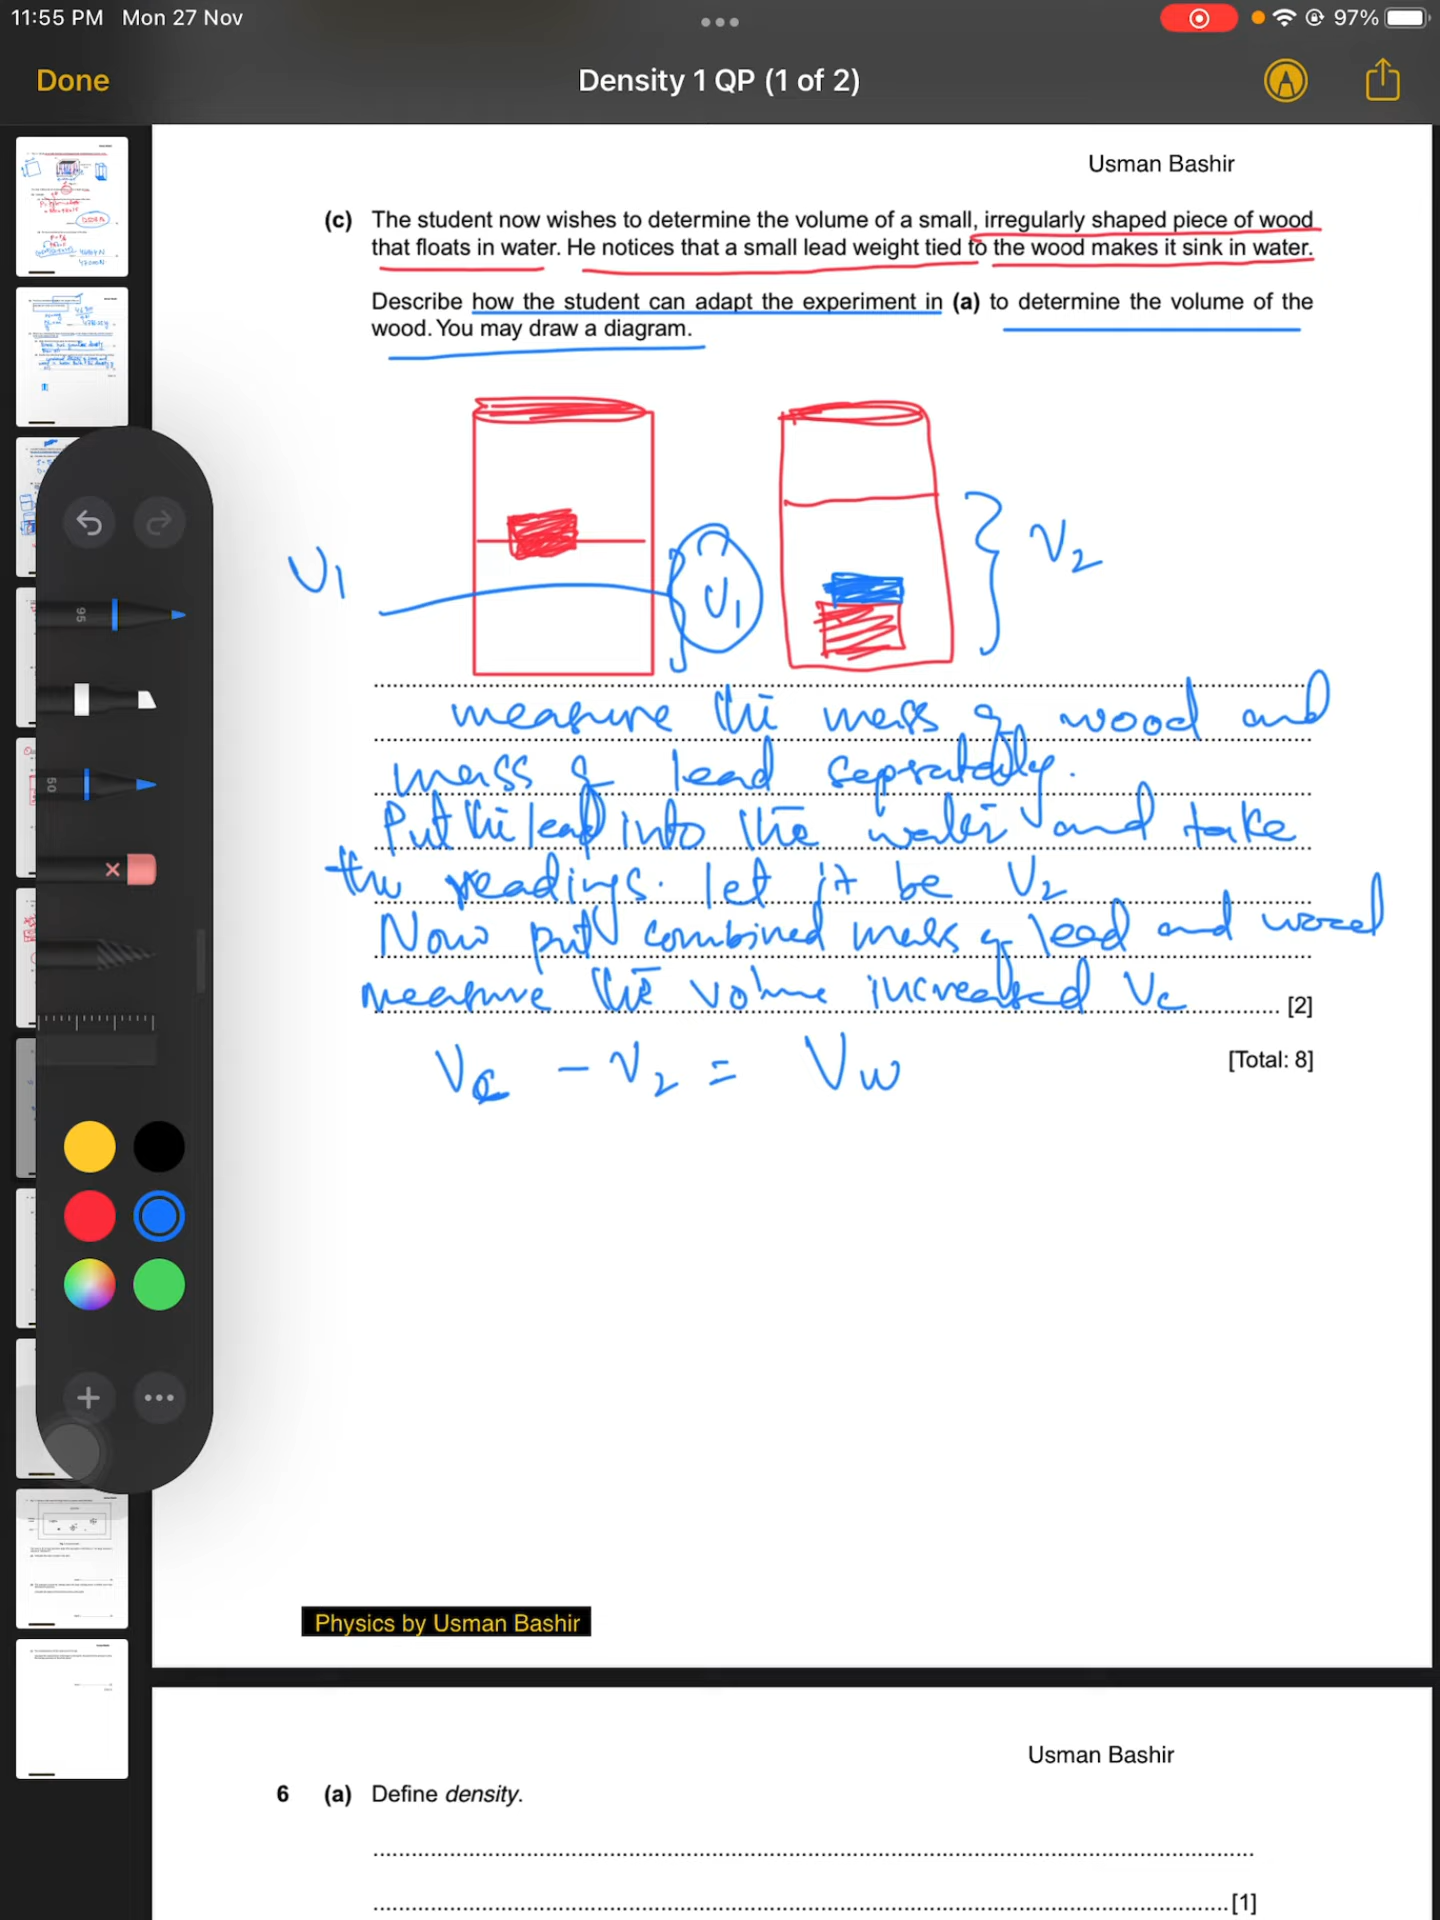 11:55 PM Mon 27 Nov
97%
Done
Density 1 QP (1 of 2)
Usman Bashir
(c) The student now wishes to determine the volume of a small, irregularly shaped piece of wood
that floats in water. He notices that a small lead weight tied to the wood makes it sink in water.
Describe how the student can adapt the experiment in (a) to determine the volume of the
wood. You may draw a diagram.
V1
V1
V2
measure the mass of wood and
mass of lead
Put the lead into the water and take
the readings. let it be V2
Now put combined mass of lead and wood
measure the volume increased Vc
[2]
Vc - V2 = Vw
[Total: 8]
95
50
Physics by Usman Bashir
Usman Bashir
6 (a) Define density.
[1]